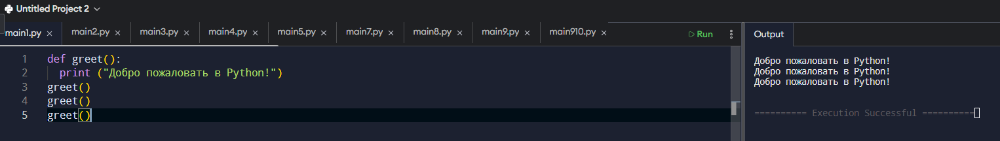 Untitled Project 2
main1.py × main2.py × main3.py × main4.py × main5.py × main7.py × main8.py × main9.py × main910.py × Run Output
1 def greet():
2 print ("Добро пожаловать в Python!")
3 greet()
4 greet()
5 greet()
Добро пожаловать в Python!
Добро пожаловать в Python!
Добро пожаловать в Python!
========== Execution Successful ==========